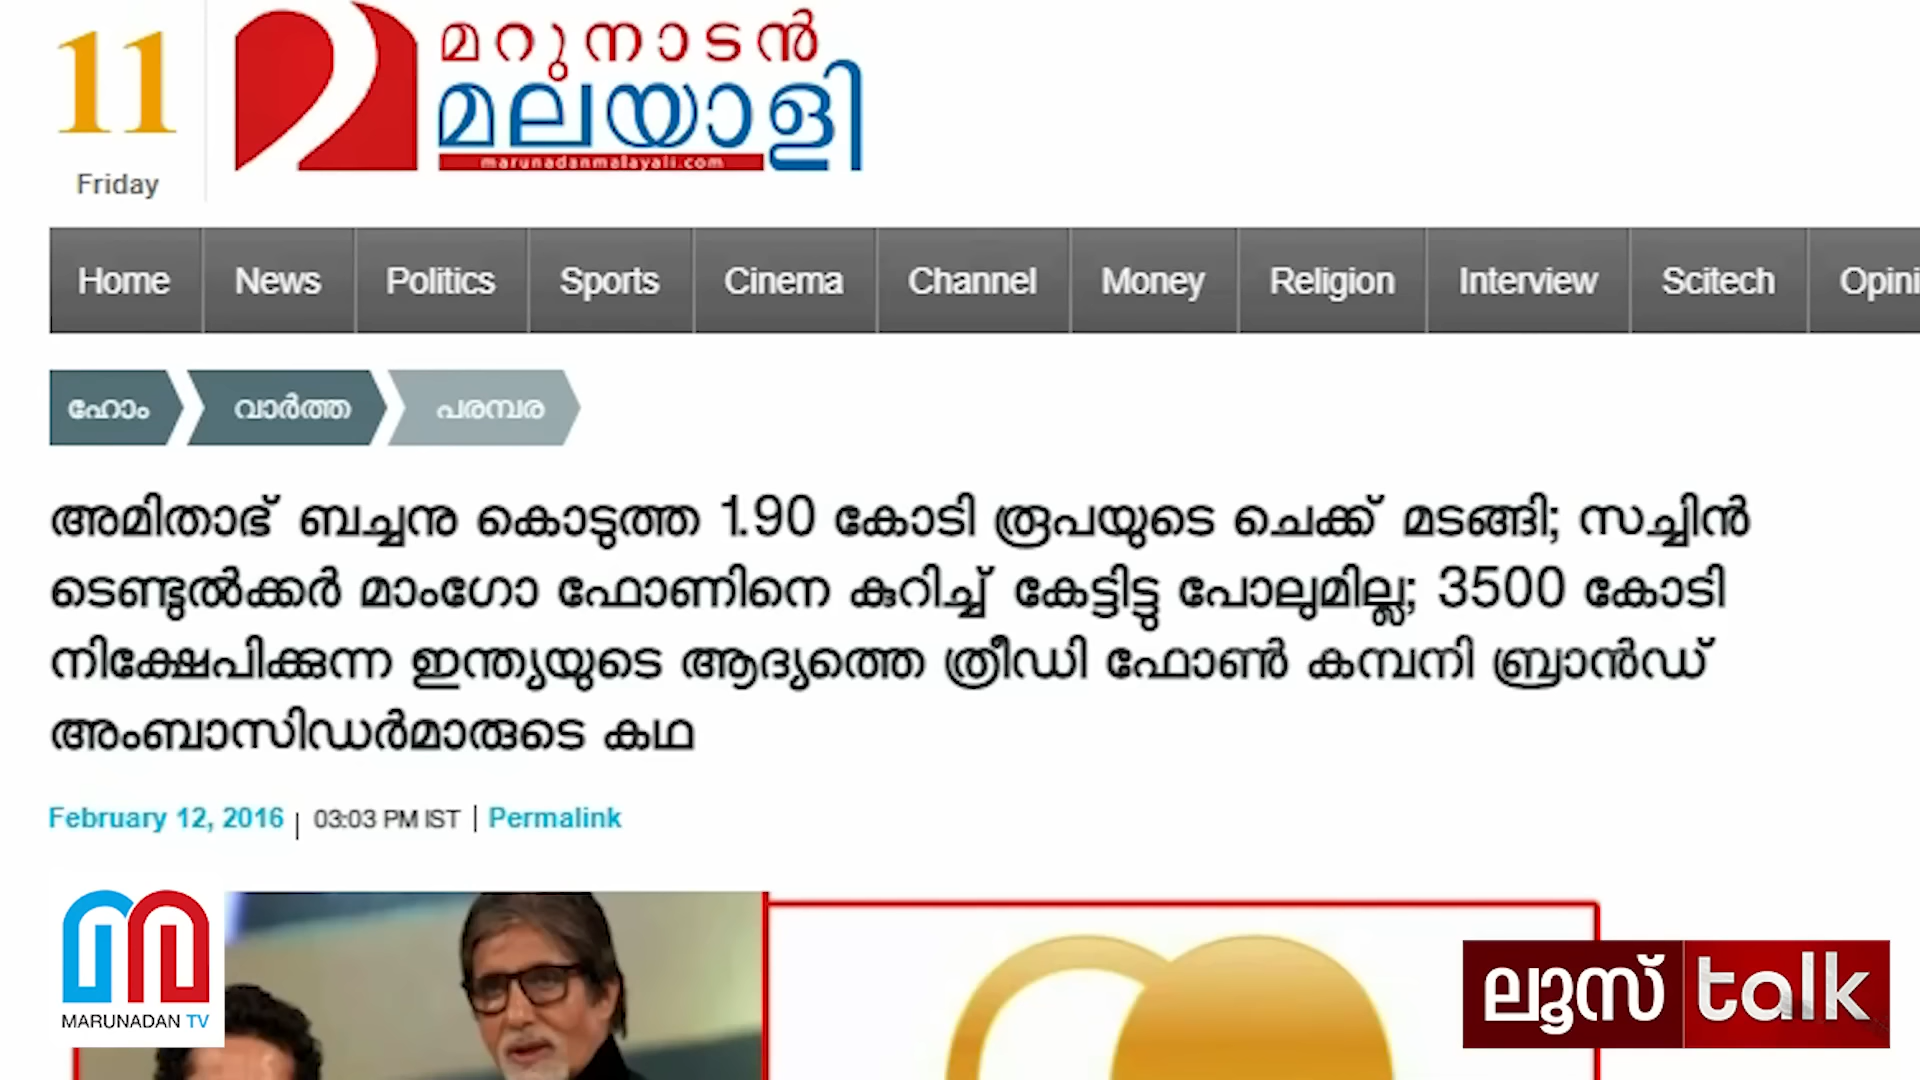 11
Friday
മറുനാടൻ
മലയാളി
marunadanmalayali.com
Home News Politics Sports Cinema Channel Money Religion Interview Scitech Opini
ഹോം വാർത്ത പരമ്പര
അമിതാഭ് ബച്ചനു കൊടുത്ത 1.90 കോടി രൂപയുടെ ചെക്ക് മടങ്ങി; സച്ചിൻ
ടെണ്ടുൽക്കർ മാംഗോ ഫോണിനെ കുറിച്ച് കേട്ടിട്ടു പോലുമില്ല; 3500 കോടി
നിക്ഷേപിക്കുന്ന ഇന്ത്യയുടെ ആദ്യത്തെ ത്രീഡി ഫോൺ കമ്പനി ബ്രാൻഡ്
അംബാസിഡർമാരുടെ കഥ
February 12, 2016 | 03:03 PM IST | Permalink
MARUNADAN TV
ലൂസ് talk